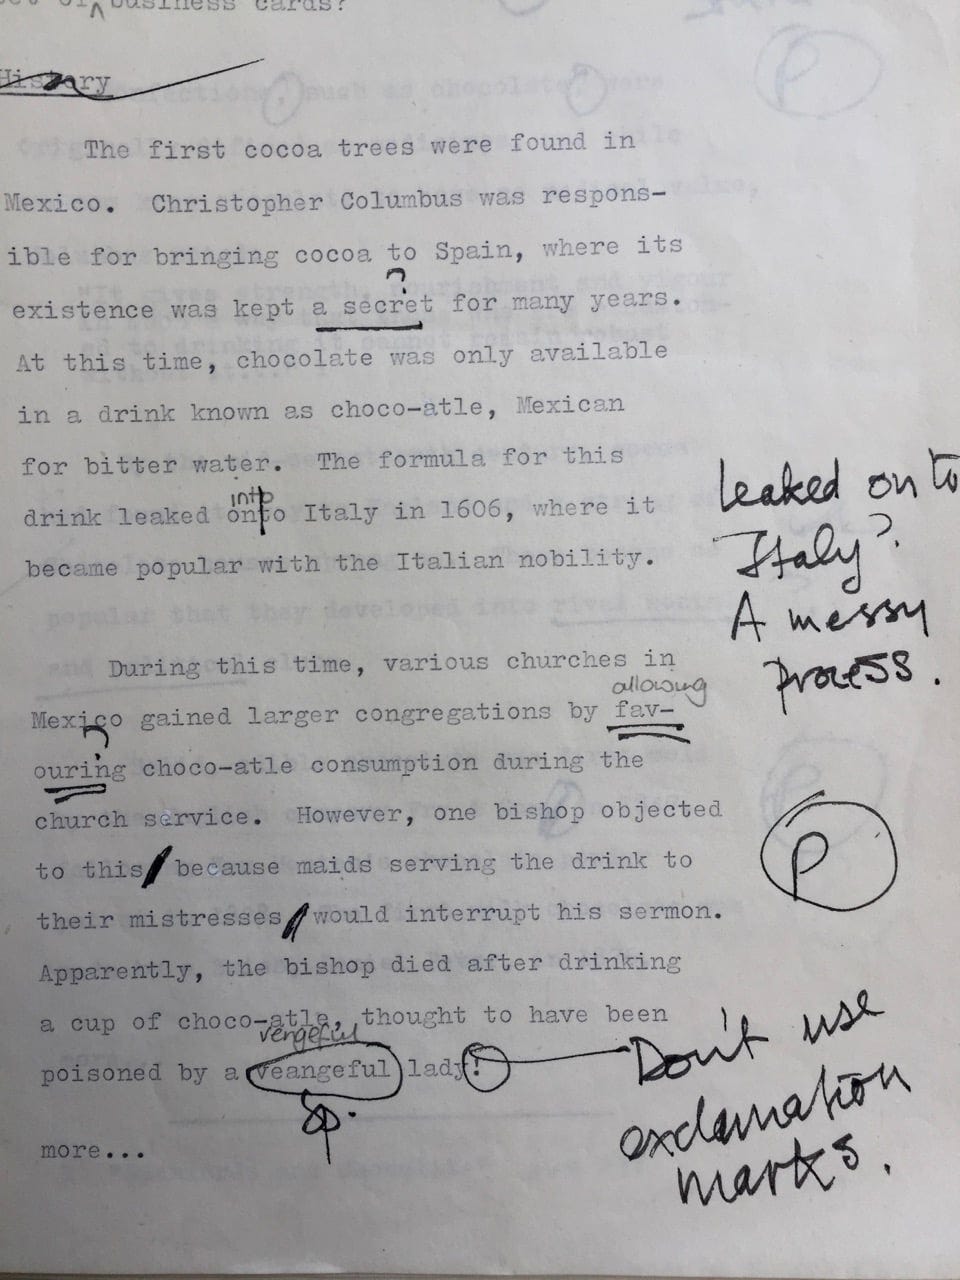 business cards?
History
The first cocoa trees were found in
Mexico. Christopher Columbus was respons-
ible for bringing cocoa to Spain, where its
?
existence was kept a secret for many years.
At this time, chocolate was only available
in a drink known as choco-atle, Mexican
for bitter water. The formula for this
into
drink leaked onto Italy in 1606, where it
became popular with the Italian nobility.
Leaked on to
Italy?
A messy
process.
During this time, various churches in
allowing
Mexico gained larger congregations by fav-
?
ouring choco-atle consumption during the
church service. However, one bishop objected
to this, because maids serving the drink to
P
their mistresses, would interrupt his sermon.
Apparently, the bishop died after drinking
a cup of choco-atle, thought to have been
vengeful
poisoned by a veangeful lady!
sp.
Don't use
exclamation
marks.
more...